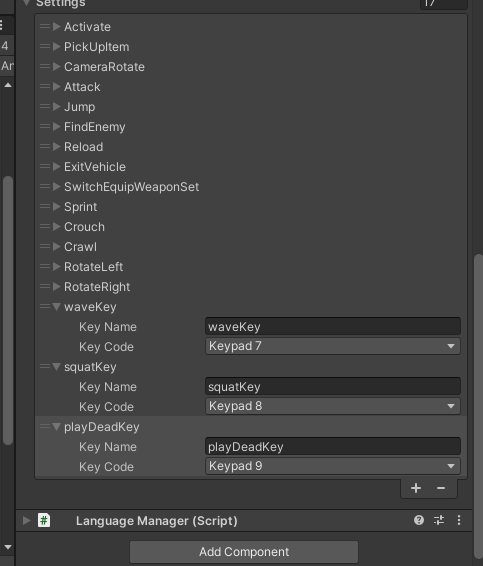 Settings 17
4
An
Activate
PickUpItem
CameraRotate
Attack
Jump
FindEnemy
Reload
ExitVehicle
SwitchEquipWeaponSet
Sprint
Crouch
Crawl
RotateLeft
RotateRight
waveKey
Key Name waveKey
Key Code Keypad 7
squatKey
Key Name squatKey
Key Code Keypad 8
playDeadKey
Key Name playDeadKey
Key Code Keypad 9
+ −
# Language Manager (Script)
Add Component